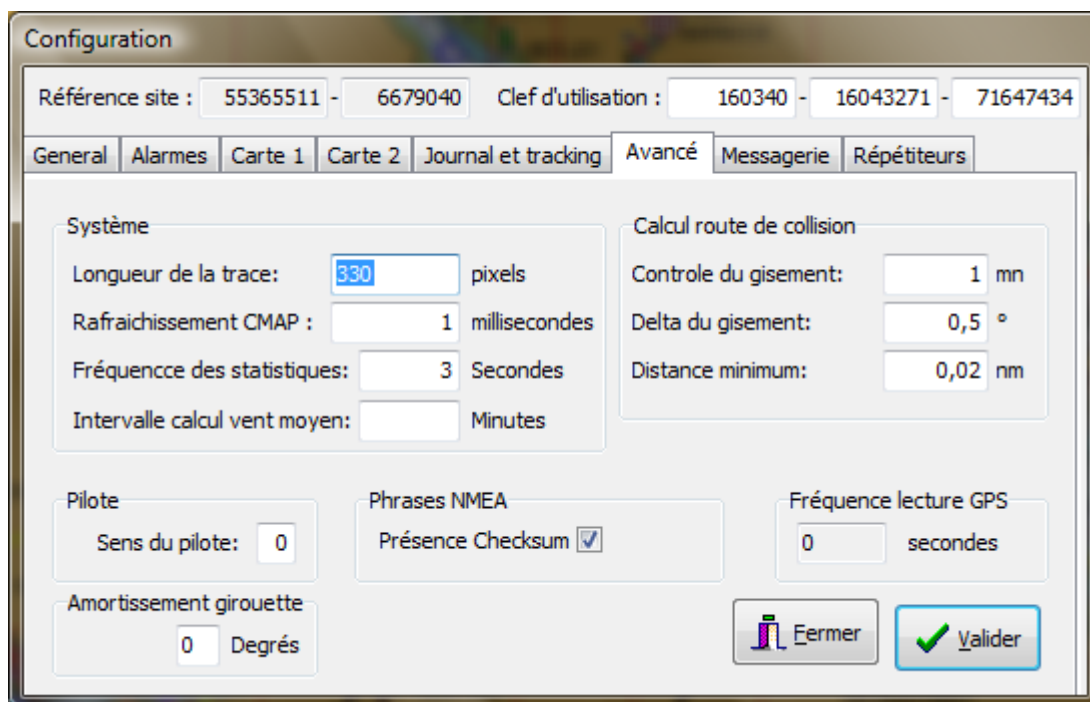 Configuration
Référence site : 55365511 - 6679040 Clef d'utilisation : 160340 - 16043271 - 71647434
General Alarmes Carte 1 Carte 2 Journal et tracking Avancé Messagerie Répétiteurs
Système
Longueur de la trace: 330 pixels
Rafraichissement CMAP : 1 millisecondes
Fréquencce des statistiques: 3 Secondes
Intervalle calcul vent moyen: Minutes
Calcul route de collision
Controle du gisement: 1 mn
Delta du gisement: 0,5 °
Distance minimum: 0,02 nm
Pilote
Sens du pilote: 0
Phrases NMEA
Présence Checksum
Fréquence lecture GPS
0 secondes
Amortissement girouette
0 Degrés
Fermer
Valider